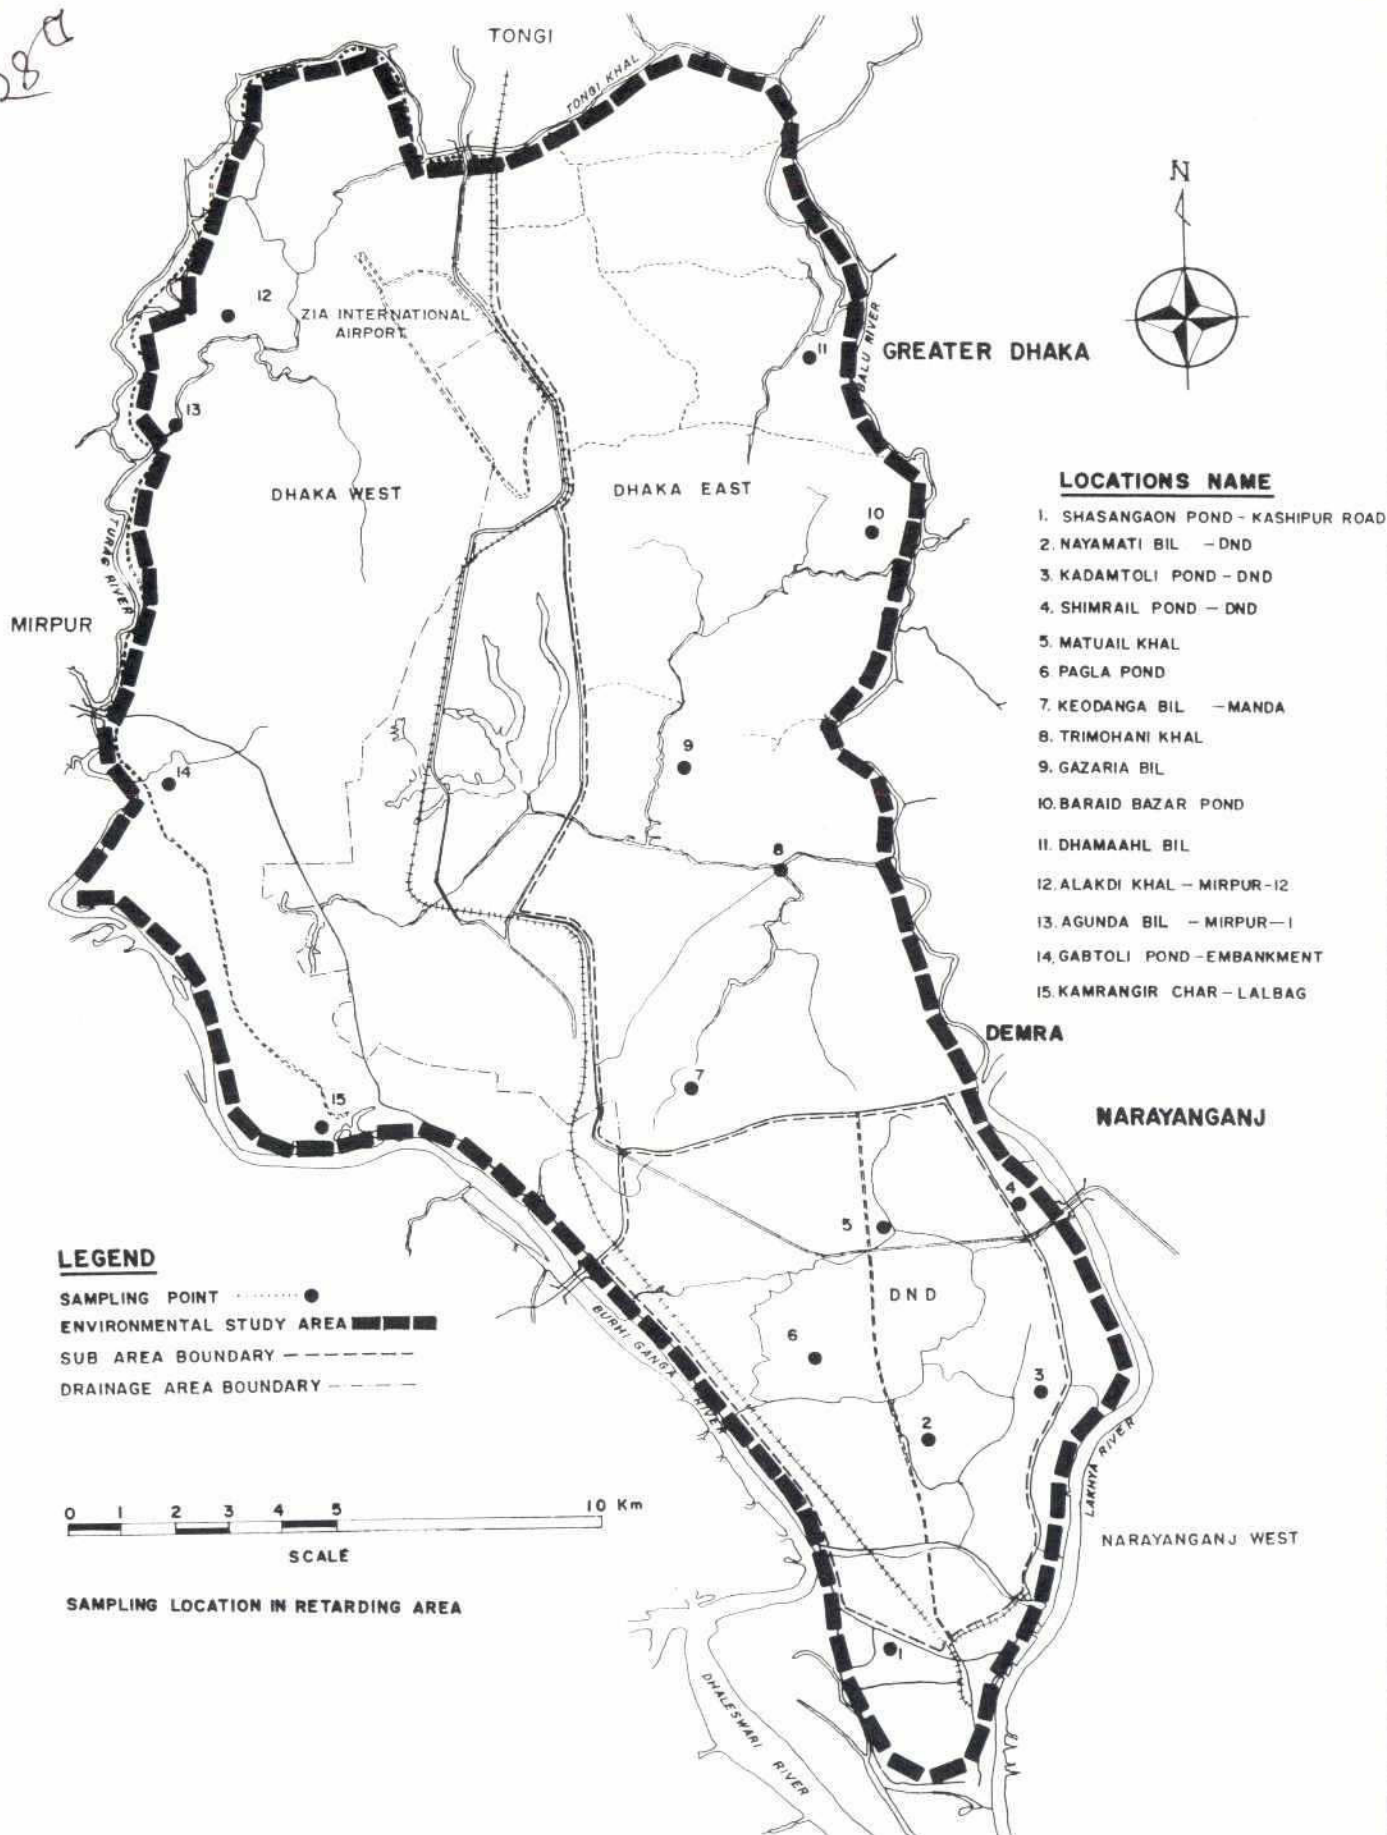 TONGI
TONGI KHAL
N
12
ZIA INTERNATIONAL
AIRPORT
11
BALU RIVER
GREATER DHAKA
13
DHAKA WEST
DHAKA EAST
10
TURAG RIVER
MIRPUR
LOCATIONS NAME
1. SHASANGAON POND - KASHIPUR ROAD
2. NAYAMATI BIL - DND
3. KADAMTOLI POND - DND
4. SHIMRAIL POND - DND
5. MATUAIL KHAL
6 PAGLA POND
7. KEODANGA BIL - MANDA
8. TRIMOHANI KHAL
9. GAZARIA BIL
10. BARAID BAZAR POND
11. DHAMAAHL BIL
12. ALAKDI KHAL - MIRPUR-12
13. AGUNDA BIL - MIRPUR-1
14. GABTOLI POND - EMBANKMENT
15. KAMRANGIR CHAR - LALBAG
9
14
8
DEMRA
7
15
NARAYANGANJ
4
5
LEGEND
SAMPLING POINT
ENVIRONMENTAL STUDY AREA
SUB AREA BOUNDARY
DRAINAGE AREA BOUNDARY
DND
BURHI GANGA RIVER
6
3
2
LAKHYA RIVER
0 1 2 3 4 5 10 Km
SCALE
NARAYANGANJ WEST
SAMPLING LOCATION IN RETARDING AREA
1
DHALESWARI RIVER